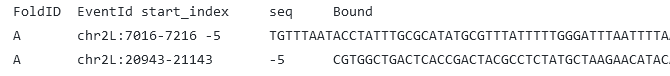 FoldID EventId start_index seq Bound
A chr2L:7016-7216 -5 TGTTTAATACCTATTTGCGCATATGCGTTTATTTTTGGGATTTAATTTTA
A chr2L:20943-21143 -5 CGTGGCTGACTCACCGACTACGCCTCTATGCTAAGAACATAC